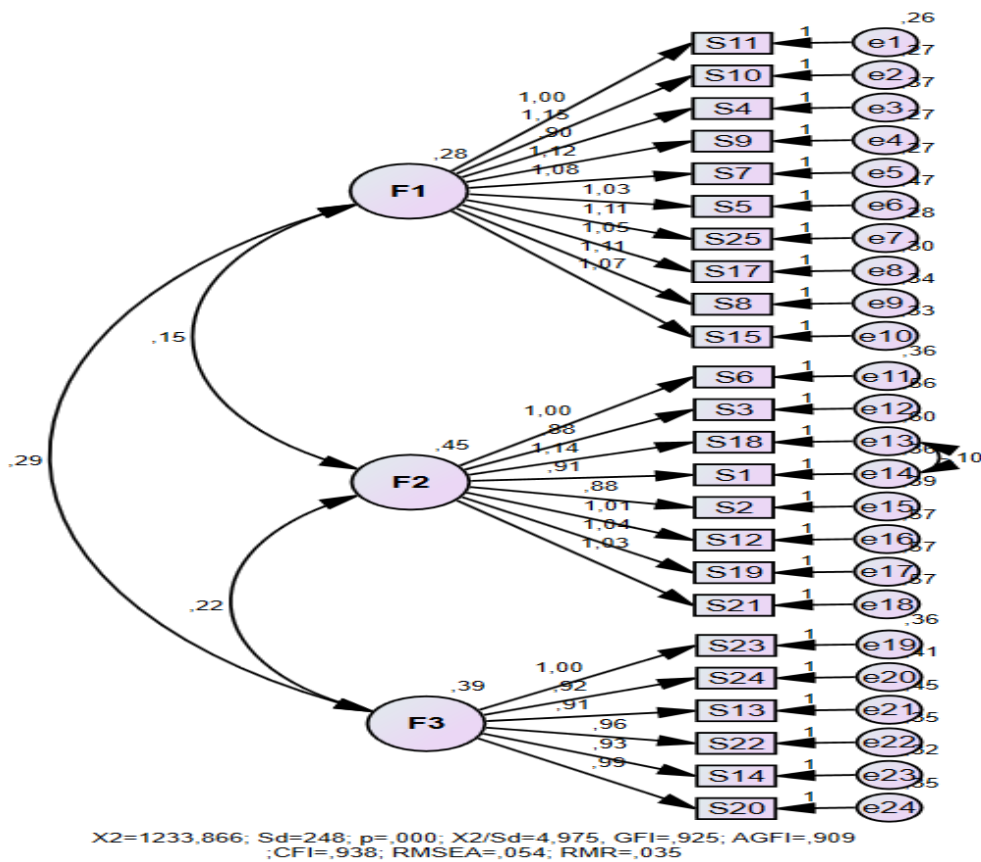 ,26
S11 1 e1
,27
S10 1 e2
,37
1,00
S4 1 e3
,27
1,15
,90
S9 1 e4
,27
1,12
,28
1,08
S7 1 e5
,47
F1
1,03
S5 1 e6
,28
1,11
1,05
S25 1 e7
,30
1,11
1,07
S17 1 e8
,34
S8 1 e9
,33
,15
S15 1 e10
,36
S6 1 e11
1,00
S3 1 e12
,88
,45
1,14
S18 1 e13
,29
,91
S1 1 e14
10
,39
F2
,88
S2 1 e15
1,01
S12 1 e16
1,04
1,03
S19 1 e17
,22
S21 1 e18
,36
S23 1 e19
,41
1,00
,39
,92
S24 1 e20
,45
,91
S13 1 e21
,35
F3
,96
S22 1 e22
,32
,93
S14 1 e23
,35
,99
S20 1 e24
X2=1233,866; Sd=248; p=,000; X2/Sd=4,975, GFI=,925; AGFI=,909
;CFI=,938; RMSEA=,054; RMR=,035